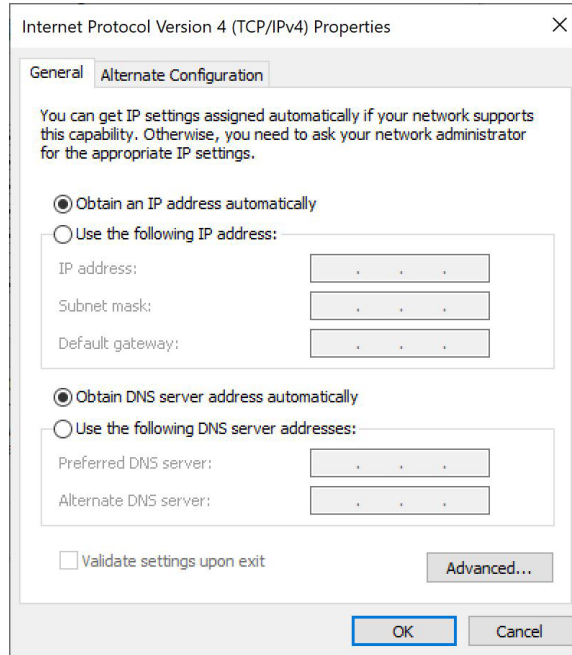 Internet Protocol Version 4 (TCP/IPv4) Properties
General
Alternate Configuration
You can get IP settings assigned automatically if your network supports
this capability. Otherwise, you need to ask your network administrator
for the appropriate IP settings.
Obtain an IP address automatically
Use the following IP address:
IP address:
Subnet mask:
Default gateway:
Obtain DNS server address automatically
Use the following DNS server addresses:
Preferred DNS server:
Alternate DNS server:
Validate settings upon exit
Advanced...
OK
Cancel